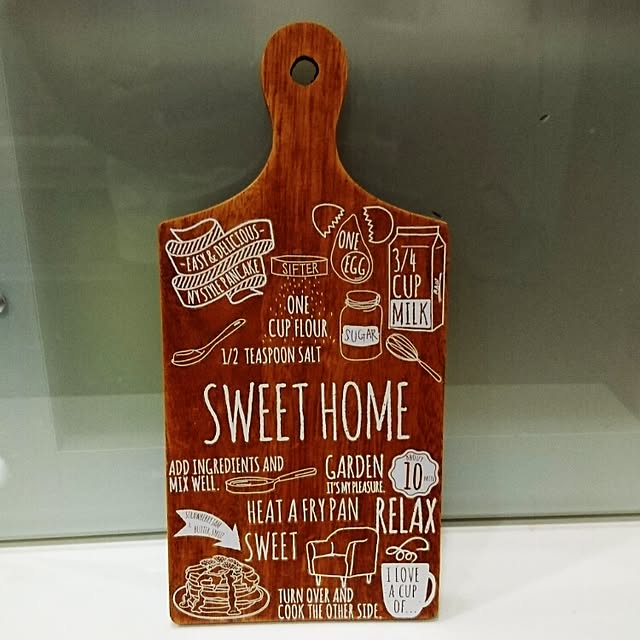 -EASY & DELICIOUS-
NY STYLE PANCAKE
SIFTER
ONE
EGG
3/4
CUP
MILK
ONE
CUP FLOUR
SUGAR
1/2 TEASPOON SALT
SWEET HOME
ADD INGREDIENTS AND
MIX WELL.
GARDEN
IT'S MY PLEASURE.
ABOUT
10 MIN
HEAT A FRY PAN
RELAX
SWEET
I LOVE
A CUP
OF...
TURN OVER AND
COOK THE OTHER SIDE.